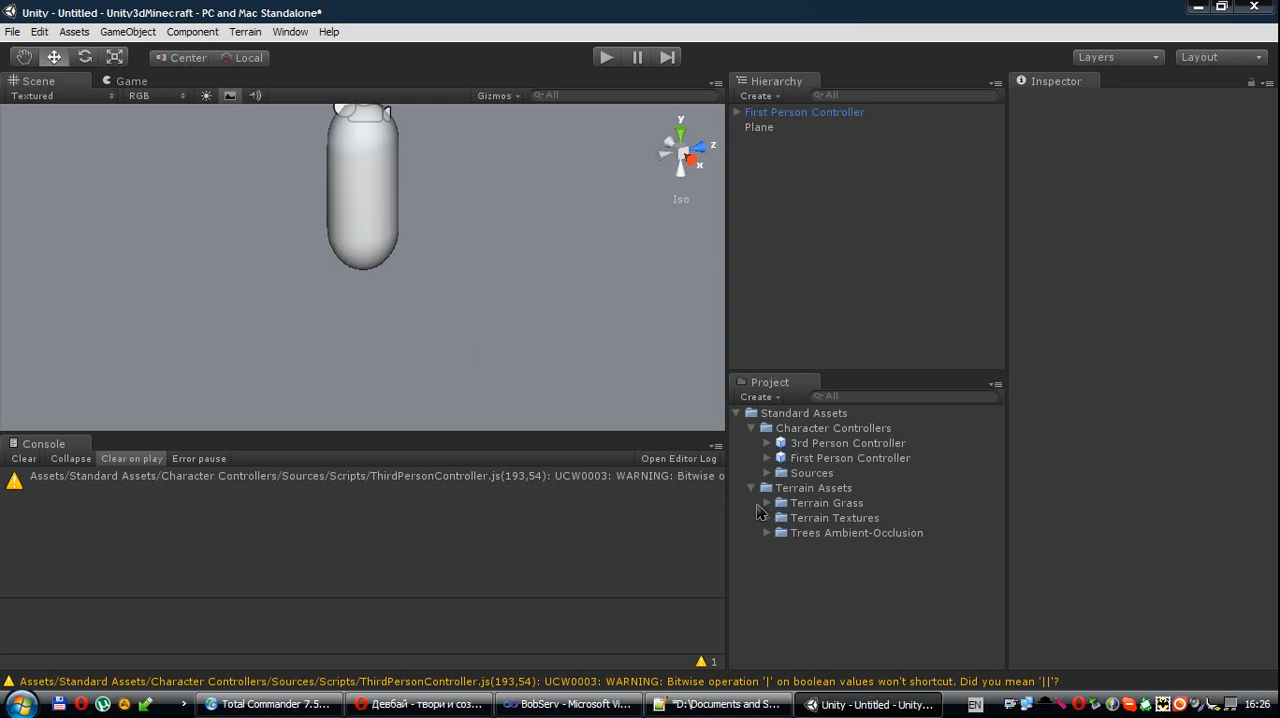 Unity - Untitled - Unity3dMinecraft - PC and Mac Standalone*
File Edit Assets GameObject Component Terrain Window Help
Center Local Layers Layout
Scene Game
Textured RGB Gizmos All
y
z
x
Iso
Hierarchy
Create All
First Person Controller
Plane
Inspector
Project
Create All
Standard Assets
Character Controllers
3rd Person Controller
First Person Controller
Sources
Terrain Assets
Terrain Grass
Terrain Textures
Trees Ambient-Occlusion
Console
Clear Collapse Clear on play Error pause Open Editor Log
Assets/Standard Assets/Character Controllers/Sources/Scripts/ThirdPersonController.js(193,54): UCW0003: WARNING: Bitwise o
1
Assets/Standard Assets/Character Controllers/Sources/Scripts/ThirdPersonController.js(193,54): UCW0003: WARNING: Bitwise operation '|' on boolean values won't shortcut. Did you mean '||'?
Total Commander 7.5... Девбай - Твори и соз... BobServ - Microsoft Vi... *D:\Documents and S... Unity - Untitled - Unity... EN 16:26